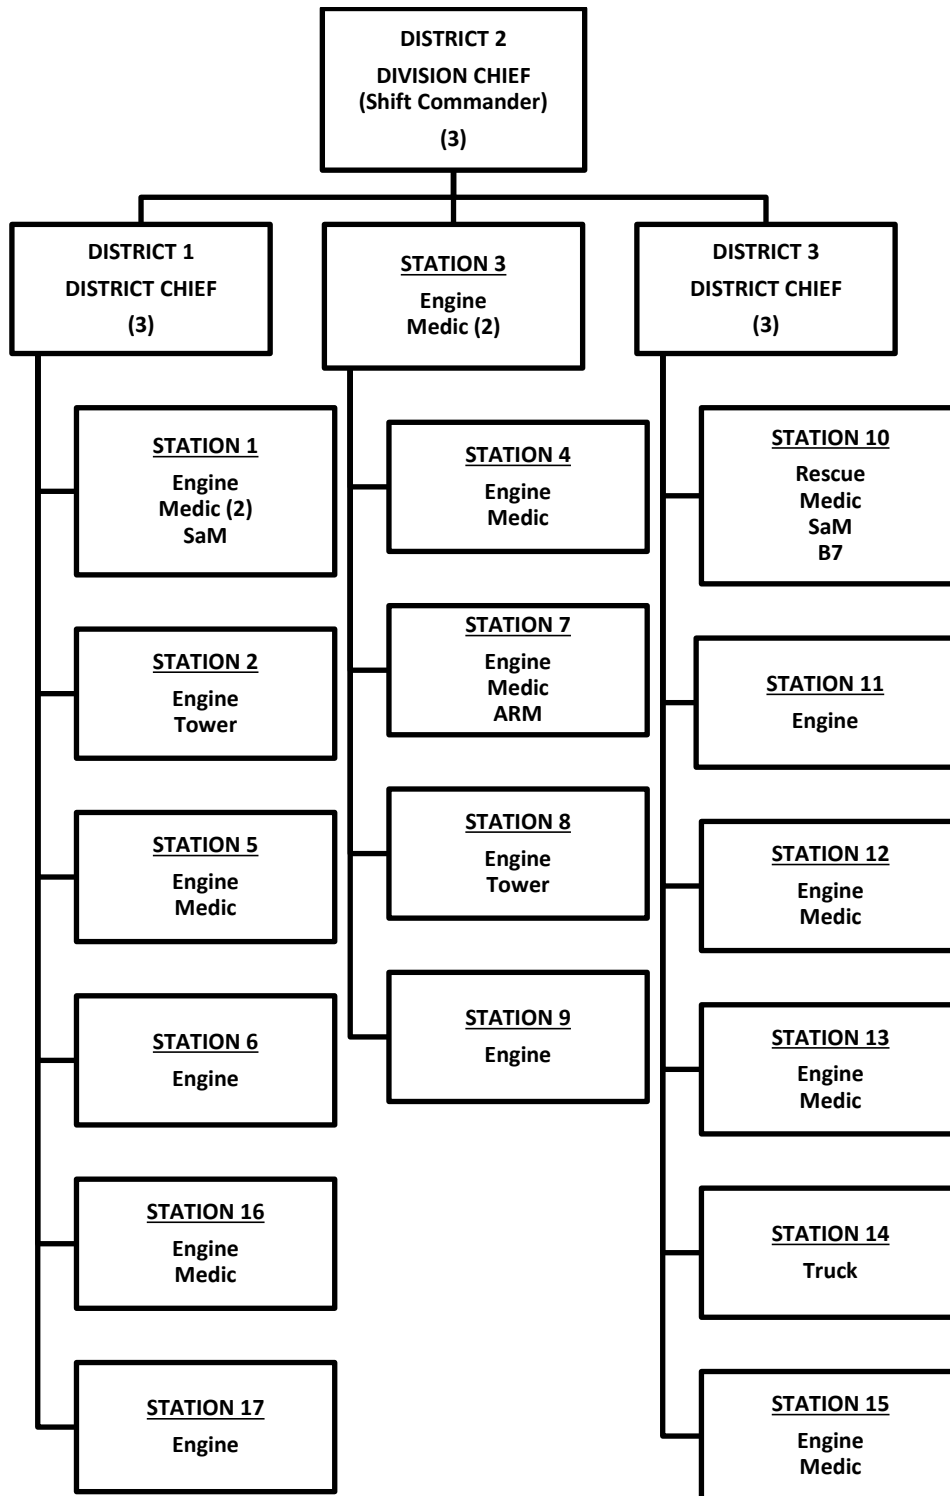 DISTRICT 2
DIVISION CHIEF
(Shift Commander)
(3)
DISTRICT 1
DISTRICT CHIEF
(3)
STATION 1
Engine
Medic (2)
SaM
STATION 2
Engine
Tower
STATION 5
Engine
Medic
STATION 6
Engine
STATION 16
Engine
Medic
STATION 17
Engine
STATION 3
Engine
Medic (2)
STATION 4
Engine
Medic
STATION 7
Engine
Medic
ARM
STATION 8
Engine
Tower
STATION 9
Engine
DISTRICT 3
DISTRICT CHIEF
(3)
STATION 10
Rescue
Medic
SaM
B7
STATION 11
Engine
STATION 12
Engine
Medic
STATION 13
Engine
Medic
STATION 14
Truck
STATION 15
Engine
Medic